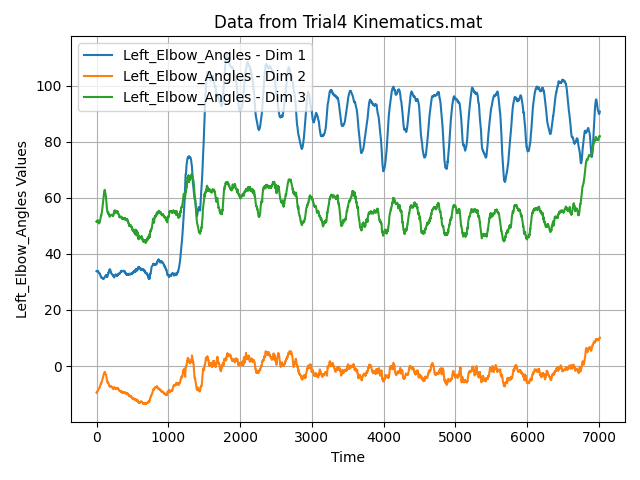 Data from Trial4 Kinematics.mat
Left_Elbow_Angles - Dim 1
Left_Elbow_Angles - Dim 2
Left_Elbow_Angles - Dim 3
Left_Elbow_Angles Values
100
80
60
40
20
0
0 1000 2000 3000 4000 5000 6000 7000
Time